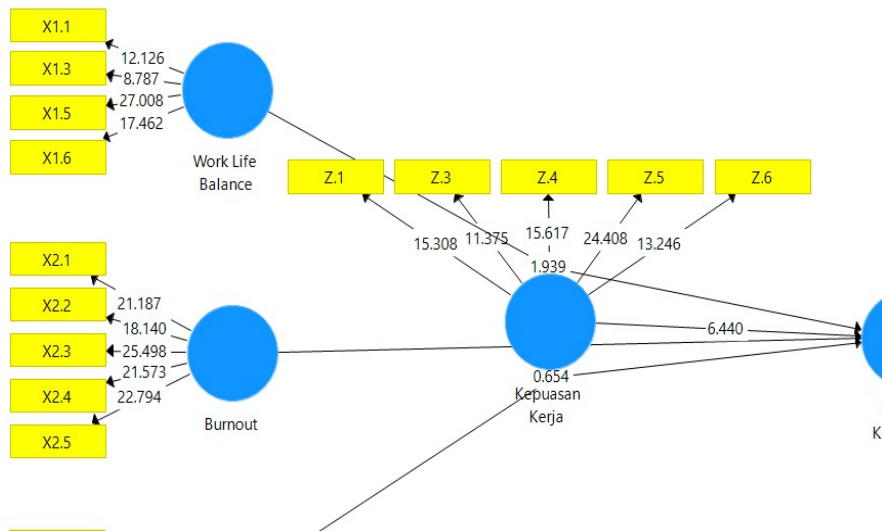 X1.1
X1.3
X1.5
X1.6
12.126
8.787
27.008
17.462
Work Life
Balance
Z.1
Z.3
Z.4
Z.5
Z.6
15.308
11.375
15.617
24.408
13.246
1.939
X2.1
X2.2
X2.3
X2.4
X2.5
21.187
18.140
25.498
21.573
22.794
Burnout
6.440
0.654
Kepuasan
Kerja
K